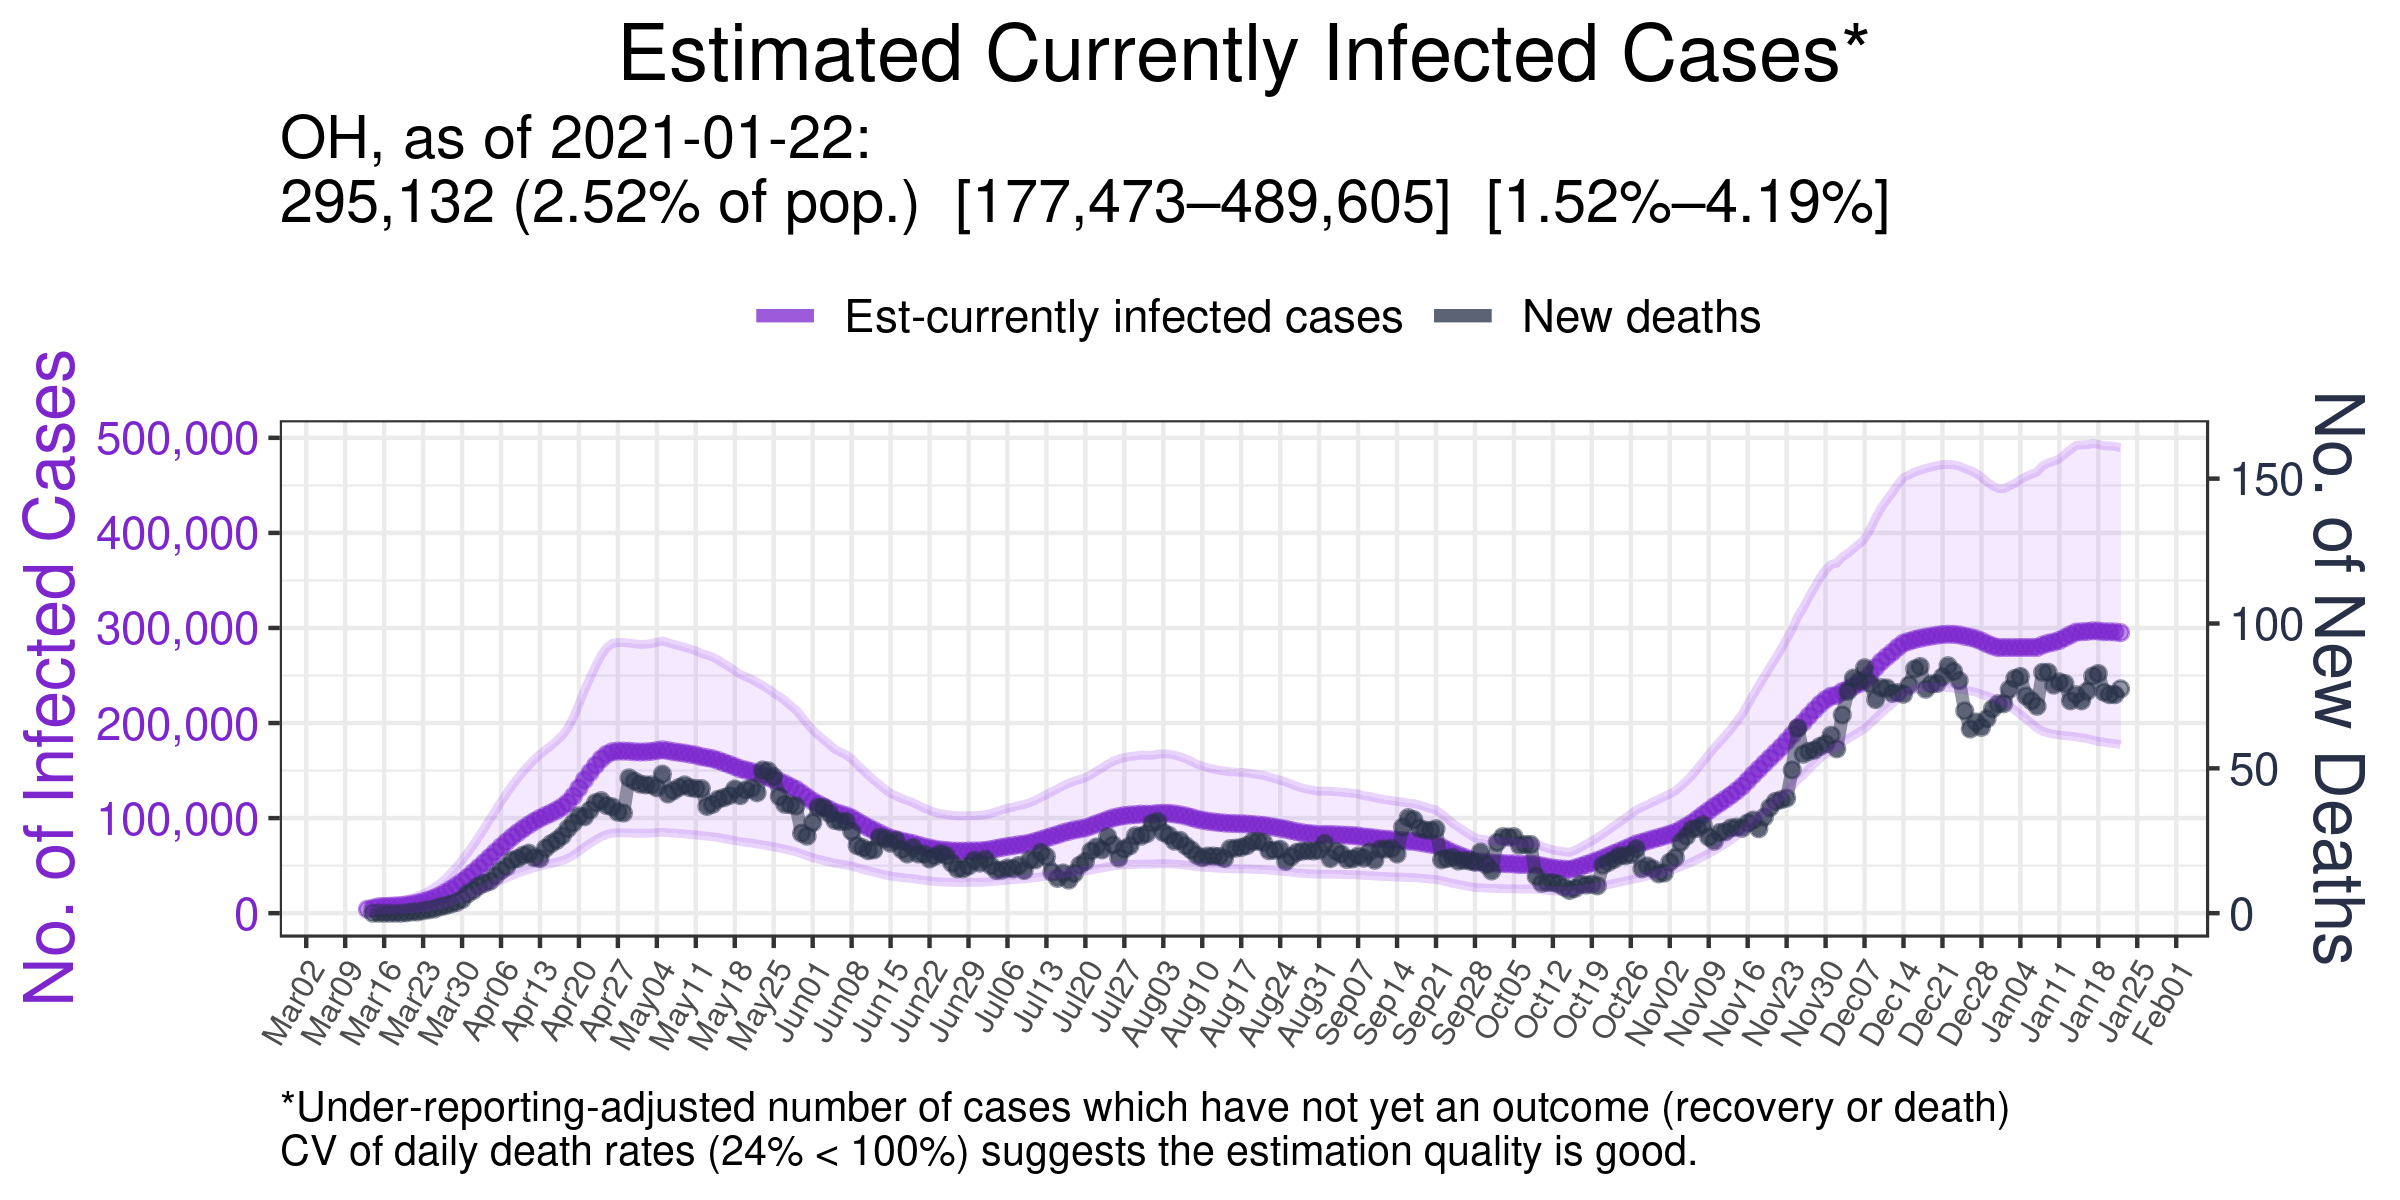 Estimated Currently Infected Cases*
OH, as of 2021-01-22:
295,132 (2.52% of pop.)  [177,473–489,605]  [1.52%–4.19%]
Est-currently infected cases
New deaths
No. of Infected Cases
500,000
400,000
300,000
200,000
100,000
0
150
100
50
0
No. of New Deaths
Mar02
Mar09
Mar16
Mar23
Mar30
Apr06
Apr13
Apr20
Apr27
May04
May11
May18
May25
Jun01
Jun08
Jun15
Jun22
Jun29
Jul06
Jul13
Jul20
Jul27
Aug03
Aug10
Aug17
Aug24
Aug31
Sep07
Sep14
Sep21
Sep28
Oct05
Oct12
Oct19
Oct26
Nov02
Nov09
Nov16
Nov23
Nov30
Dec07
Dec14
Dec21
Dec28
Jan04
Jan11
Jan18
Jan25
Feb01
*Under-reporting-adjusted number of cases which have not yet an outcome (recovery or death)
CV of daily death rates (24% < 100%) suggests the estimation quality is good.